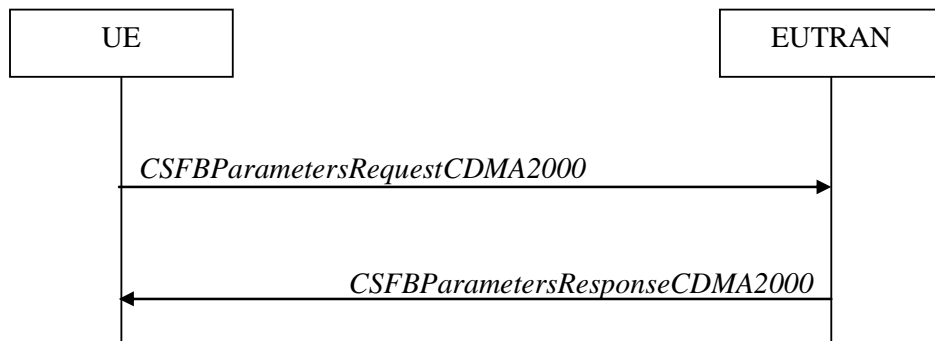 UE
EUTRAN
CSFBParametersRequestCDMA2000
CSFBParametersResponseCDMA2000